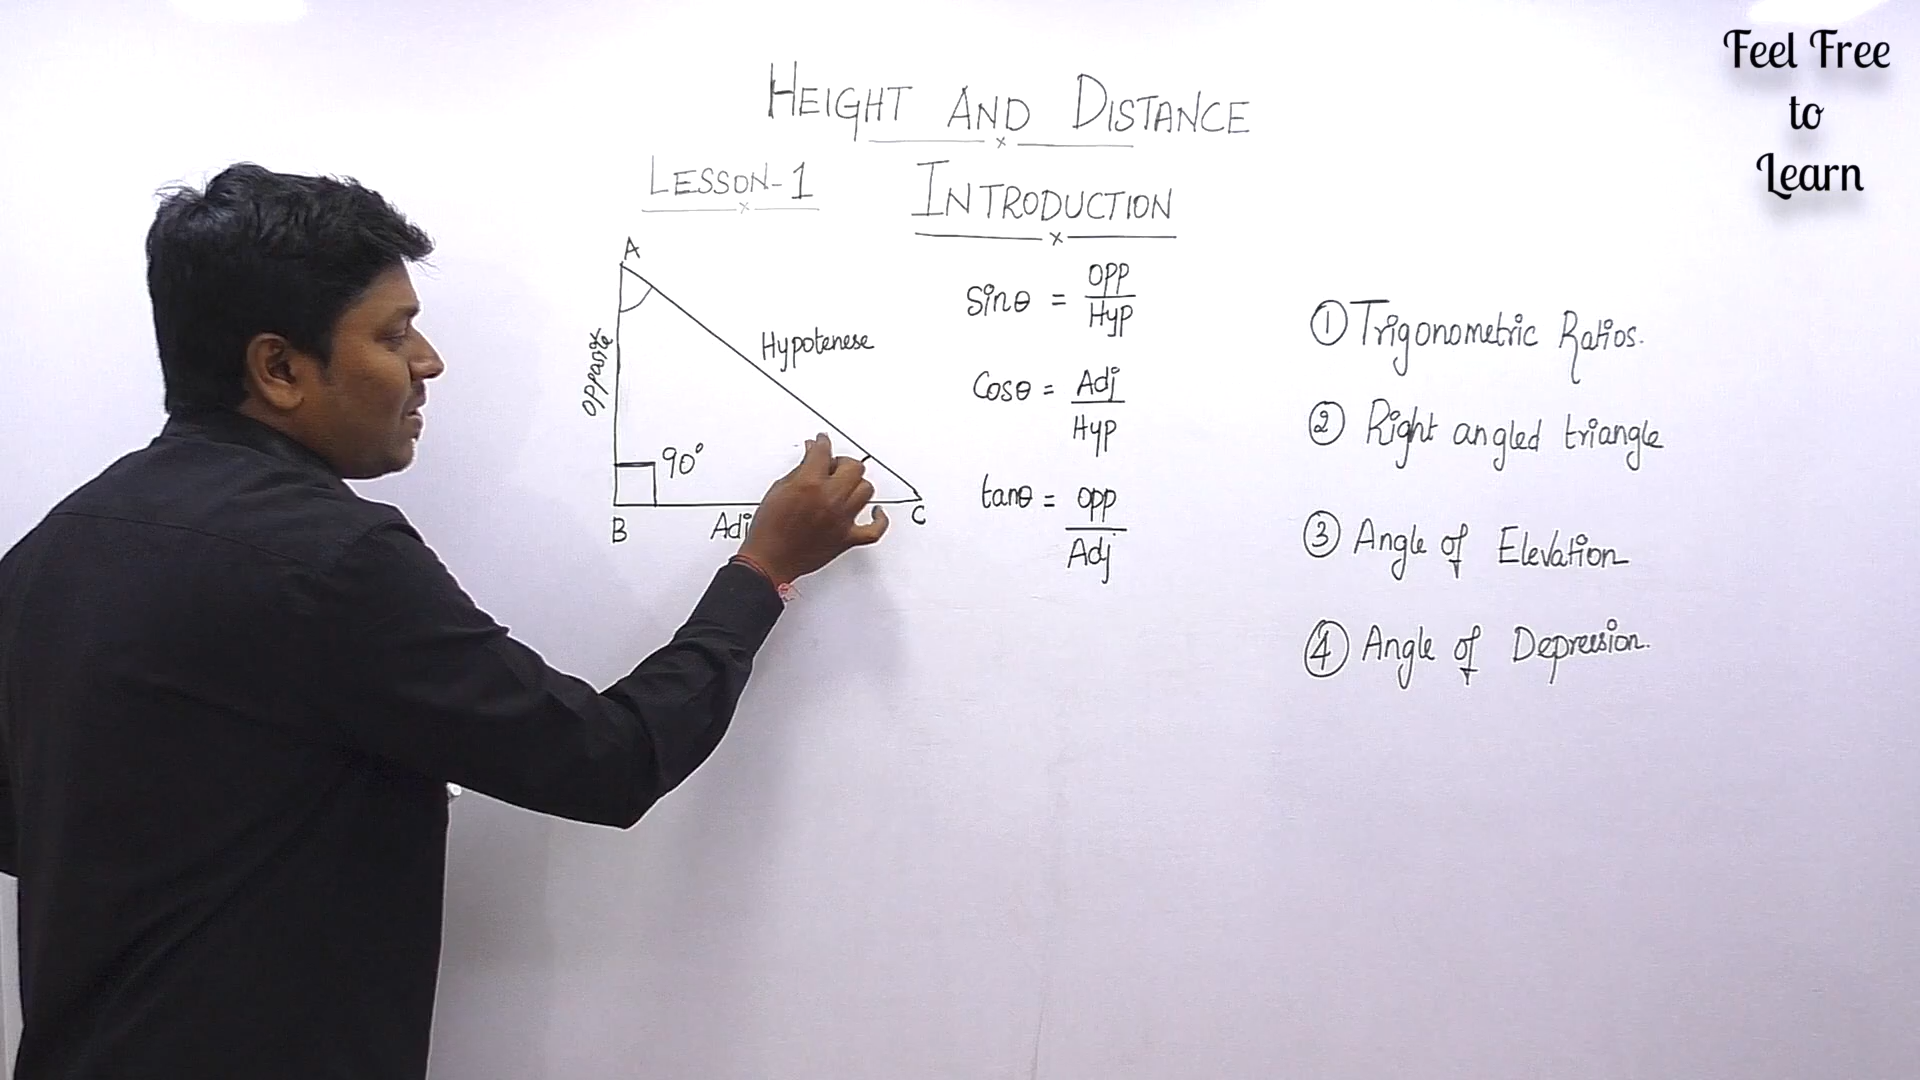 Feel Free
to
Learn
HEIGHT AND DISTANCE
LESSON-1
INTRODUCTION
A
Opposite
Hypotenese
90°
B
C
Sinθ = OPP / Hyp
Cosθ = Adj / Hyp
tanθ = OPP / Adj
① Trigonometric Ratios.
② Right angled triangle
③ Angle of Elevation
④ Angle of Depression.